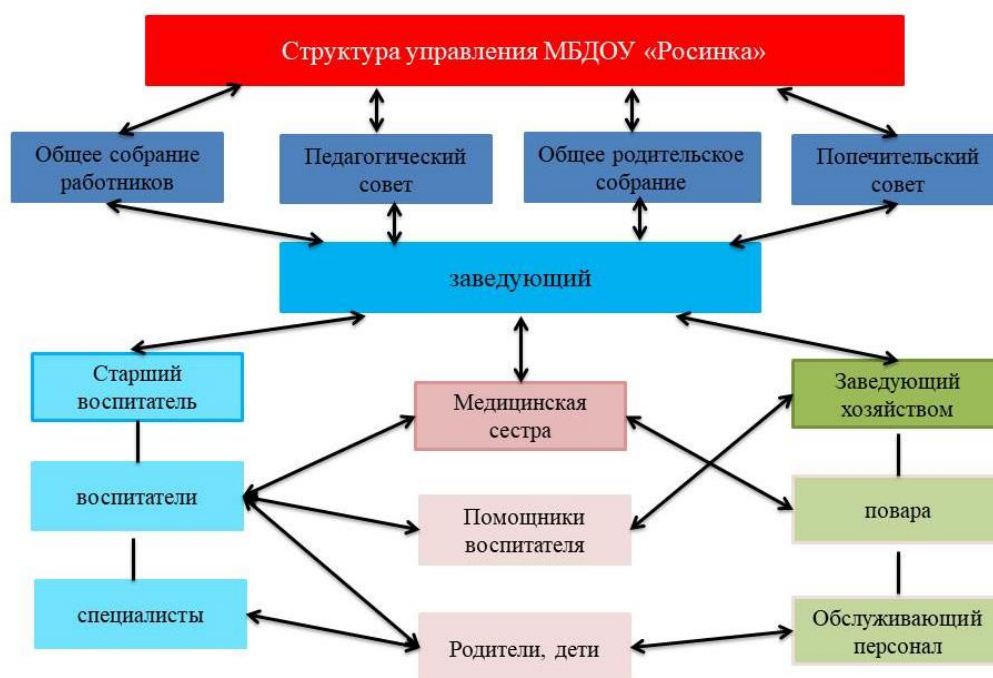 Структура управления МБДОУ «Росинка»
Общее собрание
работников
Педагогический
совет
Общее родительское
собрание
Попечительский
совет
заведующий
Старший
воспитатель
Медицинская
сестра
Заведующий
хозяйством
воспитатели
Помощники
воспитателя
повара
специалисты
Родители, дети
Обслуживающий
персонал